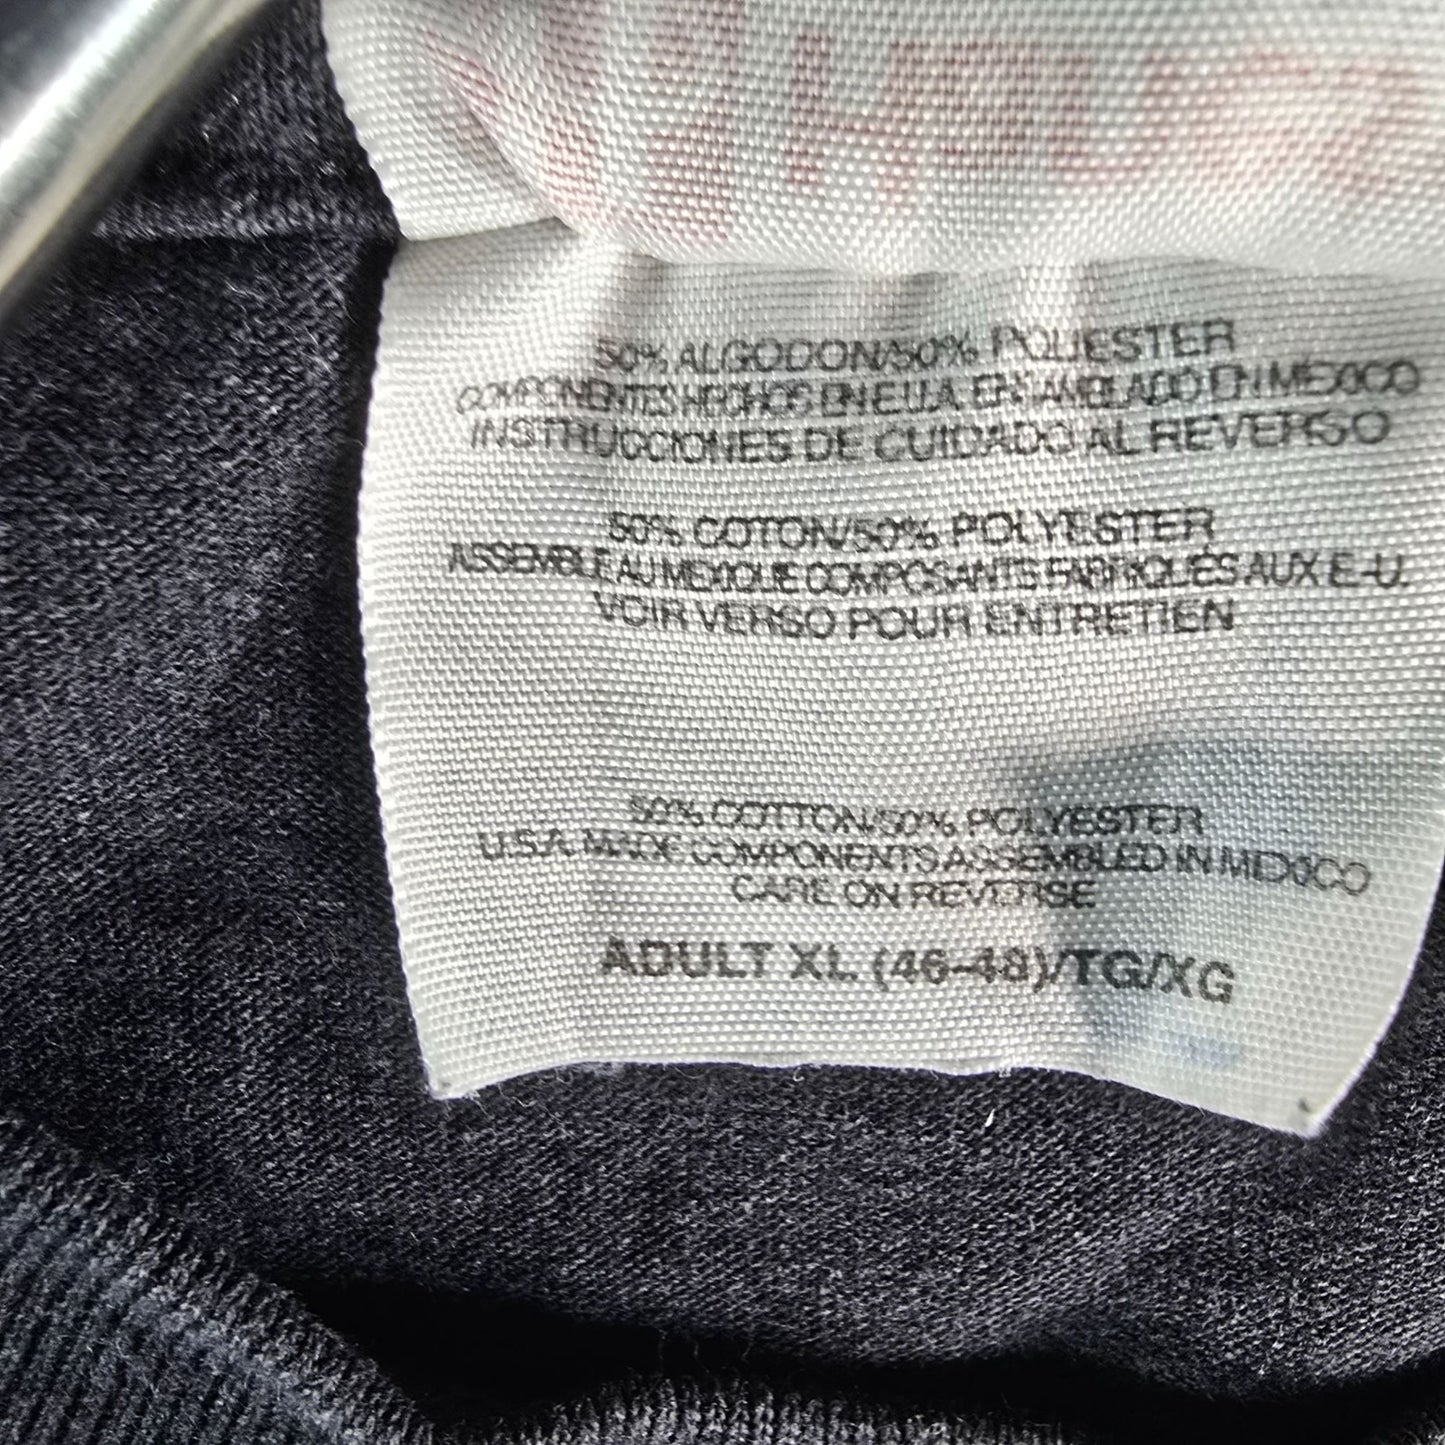 50% ALGODON/50% POLIESTER
COMPONENTES HECHOS EN E.U.A. ENSAMBLADO EN MEXICO
INSTRUCCIONES DE CUIDADO AL REVERSO
50% COTTON/50% POLYESTER
ASSEMBLE AU MEXIQUE COMPOSANTS FABRIQUÉS AUX E.-U.
VOIR VERSO POUR ENTRETIEN
50% COTTON/50% POLYESTER
U.S.A. MADE COMPONENTS ASSEMBLED IN MEXICO
CARE ON REVERSE
ADULT XL (46-48)/TG/XG